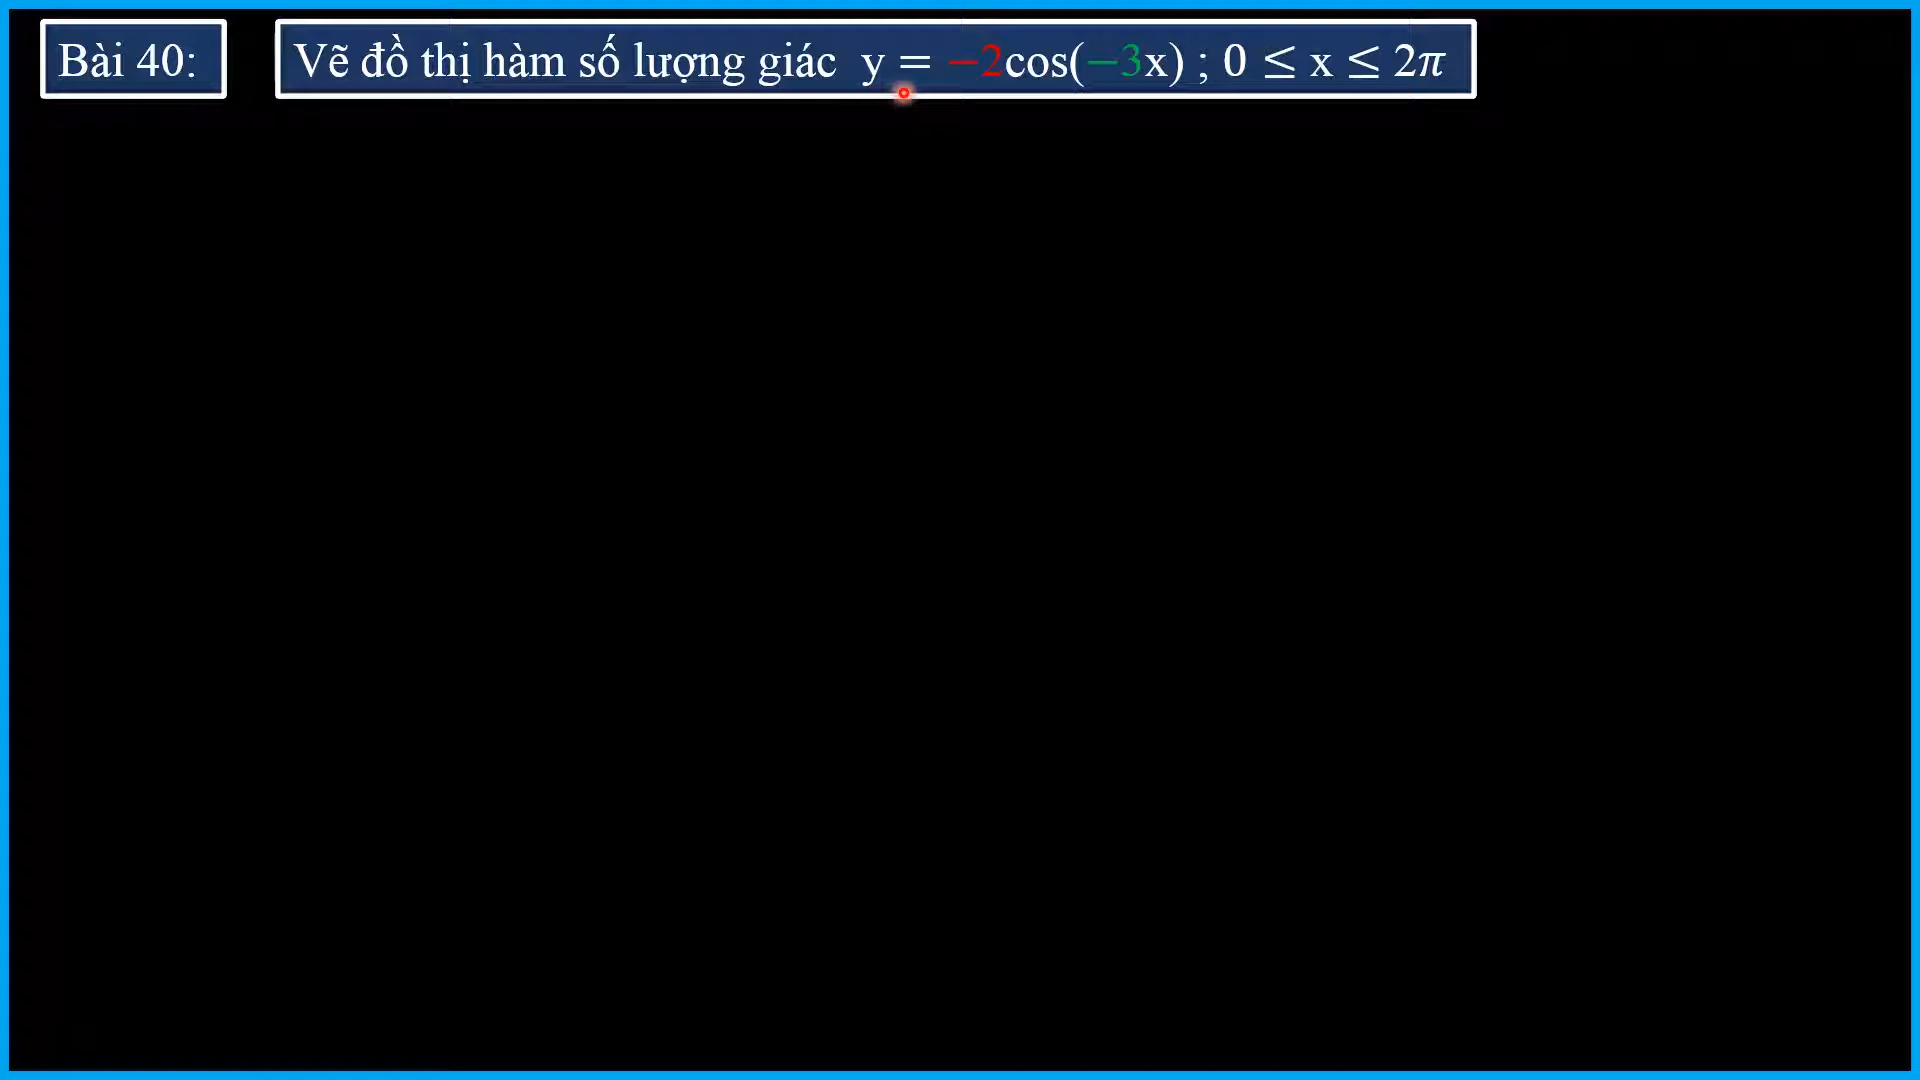 Bài 40:
Vẽ đồ thị hàm số lượng giác y = −2cos(−3x) ; 0 ≤ x ≤ 2π